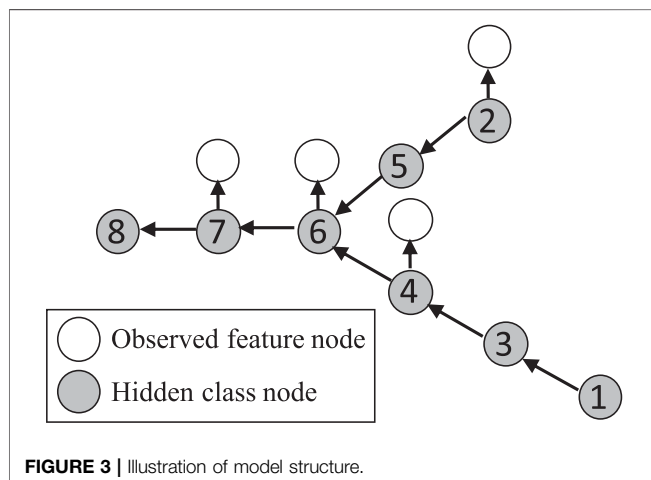 2
5
8
7
6
4
3
1
Observed feature node
Hidden class node
FIGURE 3 | Illustration of model structure.